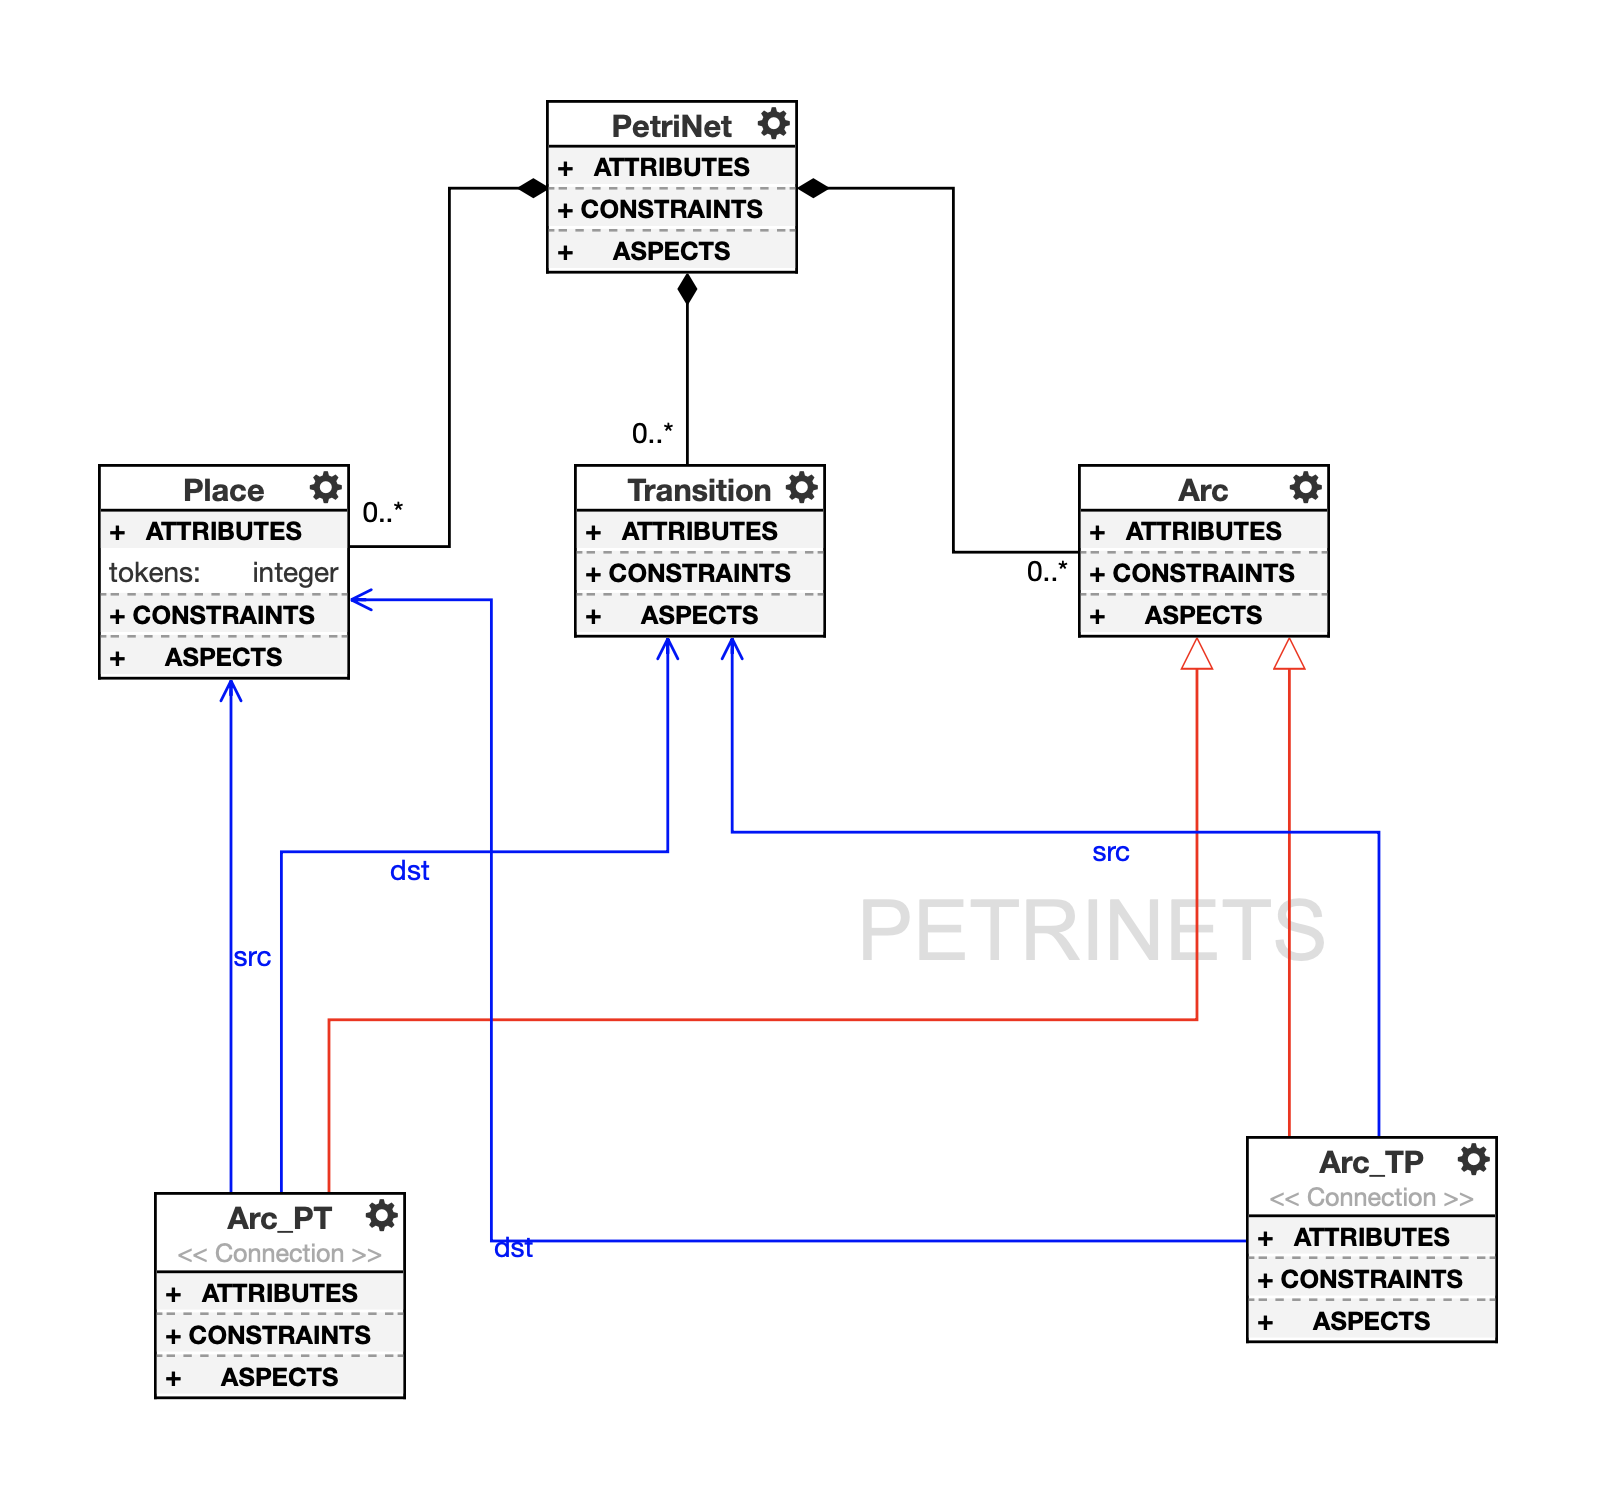 PetriNet
+ ATTRIBUTES
+ CONSTRAINTS
+ ASPECTS
0..*
Place
+ ATTRIBUTES
tokens: integer
+ CONSTRAINTS
+ ASPECTS
0..*
Transition
+ ATTRIBUTES
+ CONSTRAINTS
+ ASPECTS
Arc
+ ATTRIBUTES
+ CONSTRAINTS
+ ASPECTS
0..*
dst
src
PETRINETS
src
Arc_TP
<< Connection >>
+ ATTRIBUTES
+ CONSTRAINTS
+ ASPECTS
dst
Arc_PT
<< Connection >>
+ ATTRIBUTES
+ CONSTRAINTS
+ ASPECTS